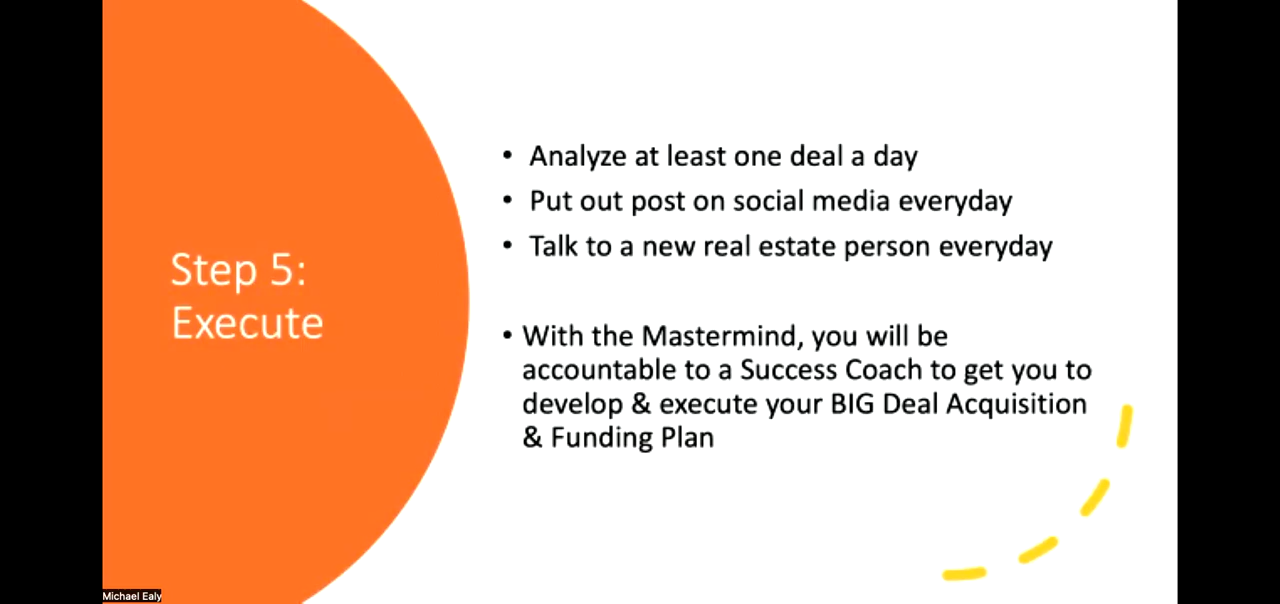 Step 5:
Execute
• Analyze at least one deal a day
• Put out post on social media everyday
• Talk to a new real estate person everyday
• With the Mastermind, you will be
accountable to a Success Coach to get you to
develop & execute your BIG Deal Acquisition
& Funding Plan
Michael Ealy